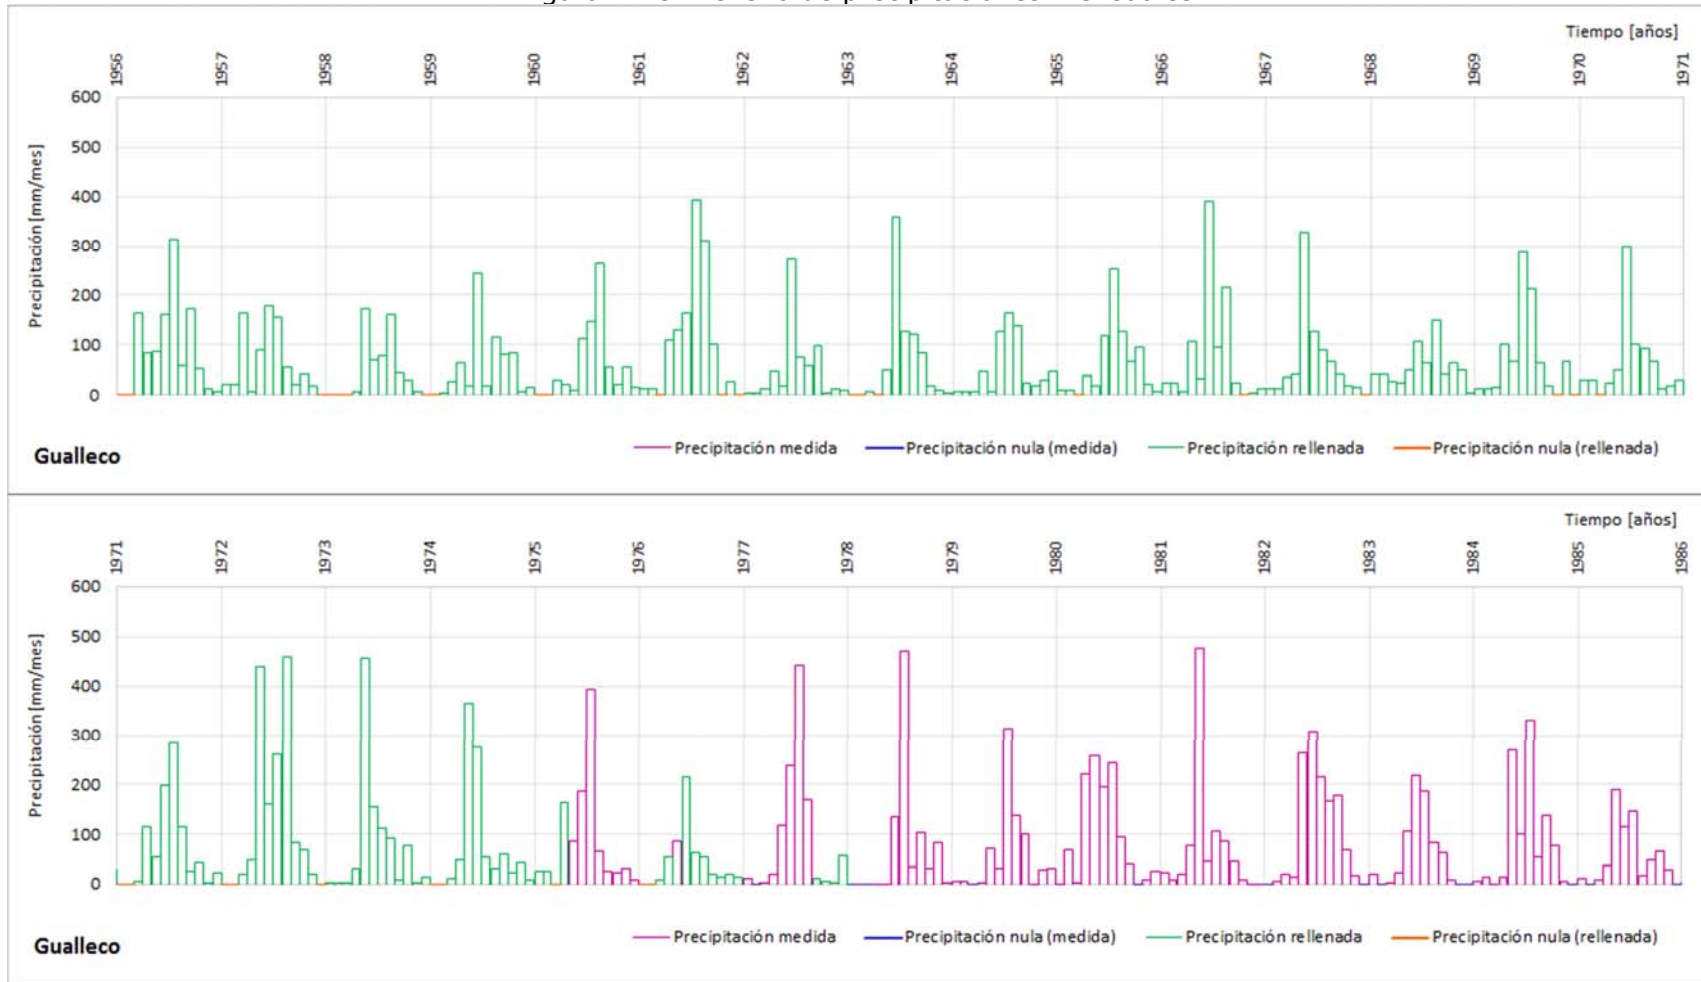 Tiempo [años]
1956 1957 1958 1959 1960 1961 1962 1963 1964 1965 1966 1967 1968 1969 1970 1971
Precipitación [mm/mes]
600
500
400
300
200
100
0
Precipitación medida Precipitación nula (medida) Precipitación rellenada Precipitación nula (rellenada)
Gualleco
Tiempo [años]
1971 1972 1973 1974 1975 1976 1977 1978 1979 1980 1981 1982 1983 1984 1985 1986
Precipitación [mm/mes]
600
500
400
300
200
100
0
Precipitación medida Precipitación nula (medida) Precipitación rellenada Precipitación nula (rellenada)
Gualleco